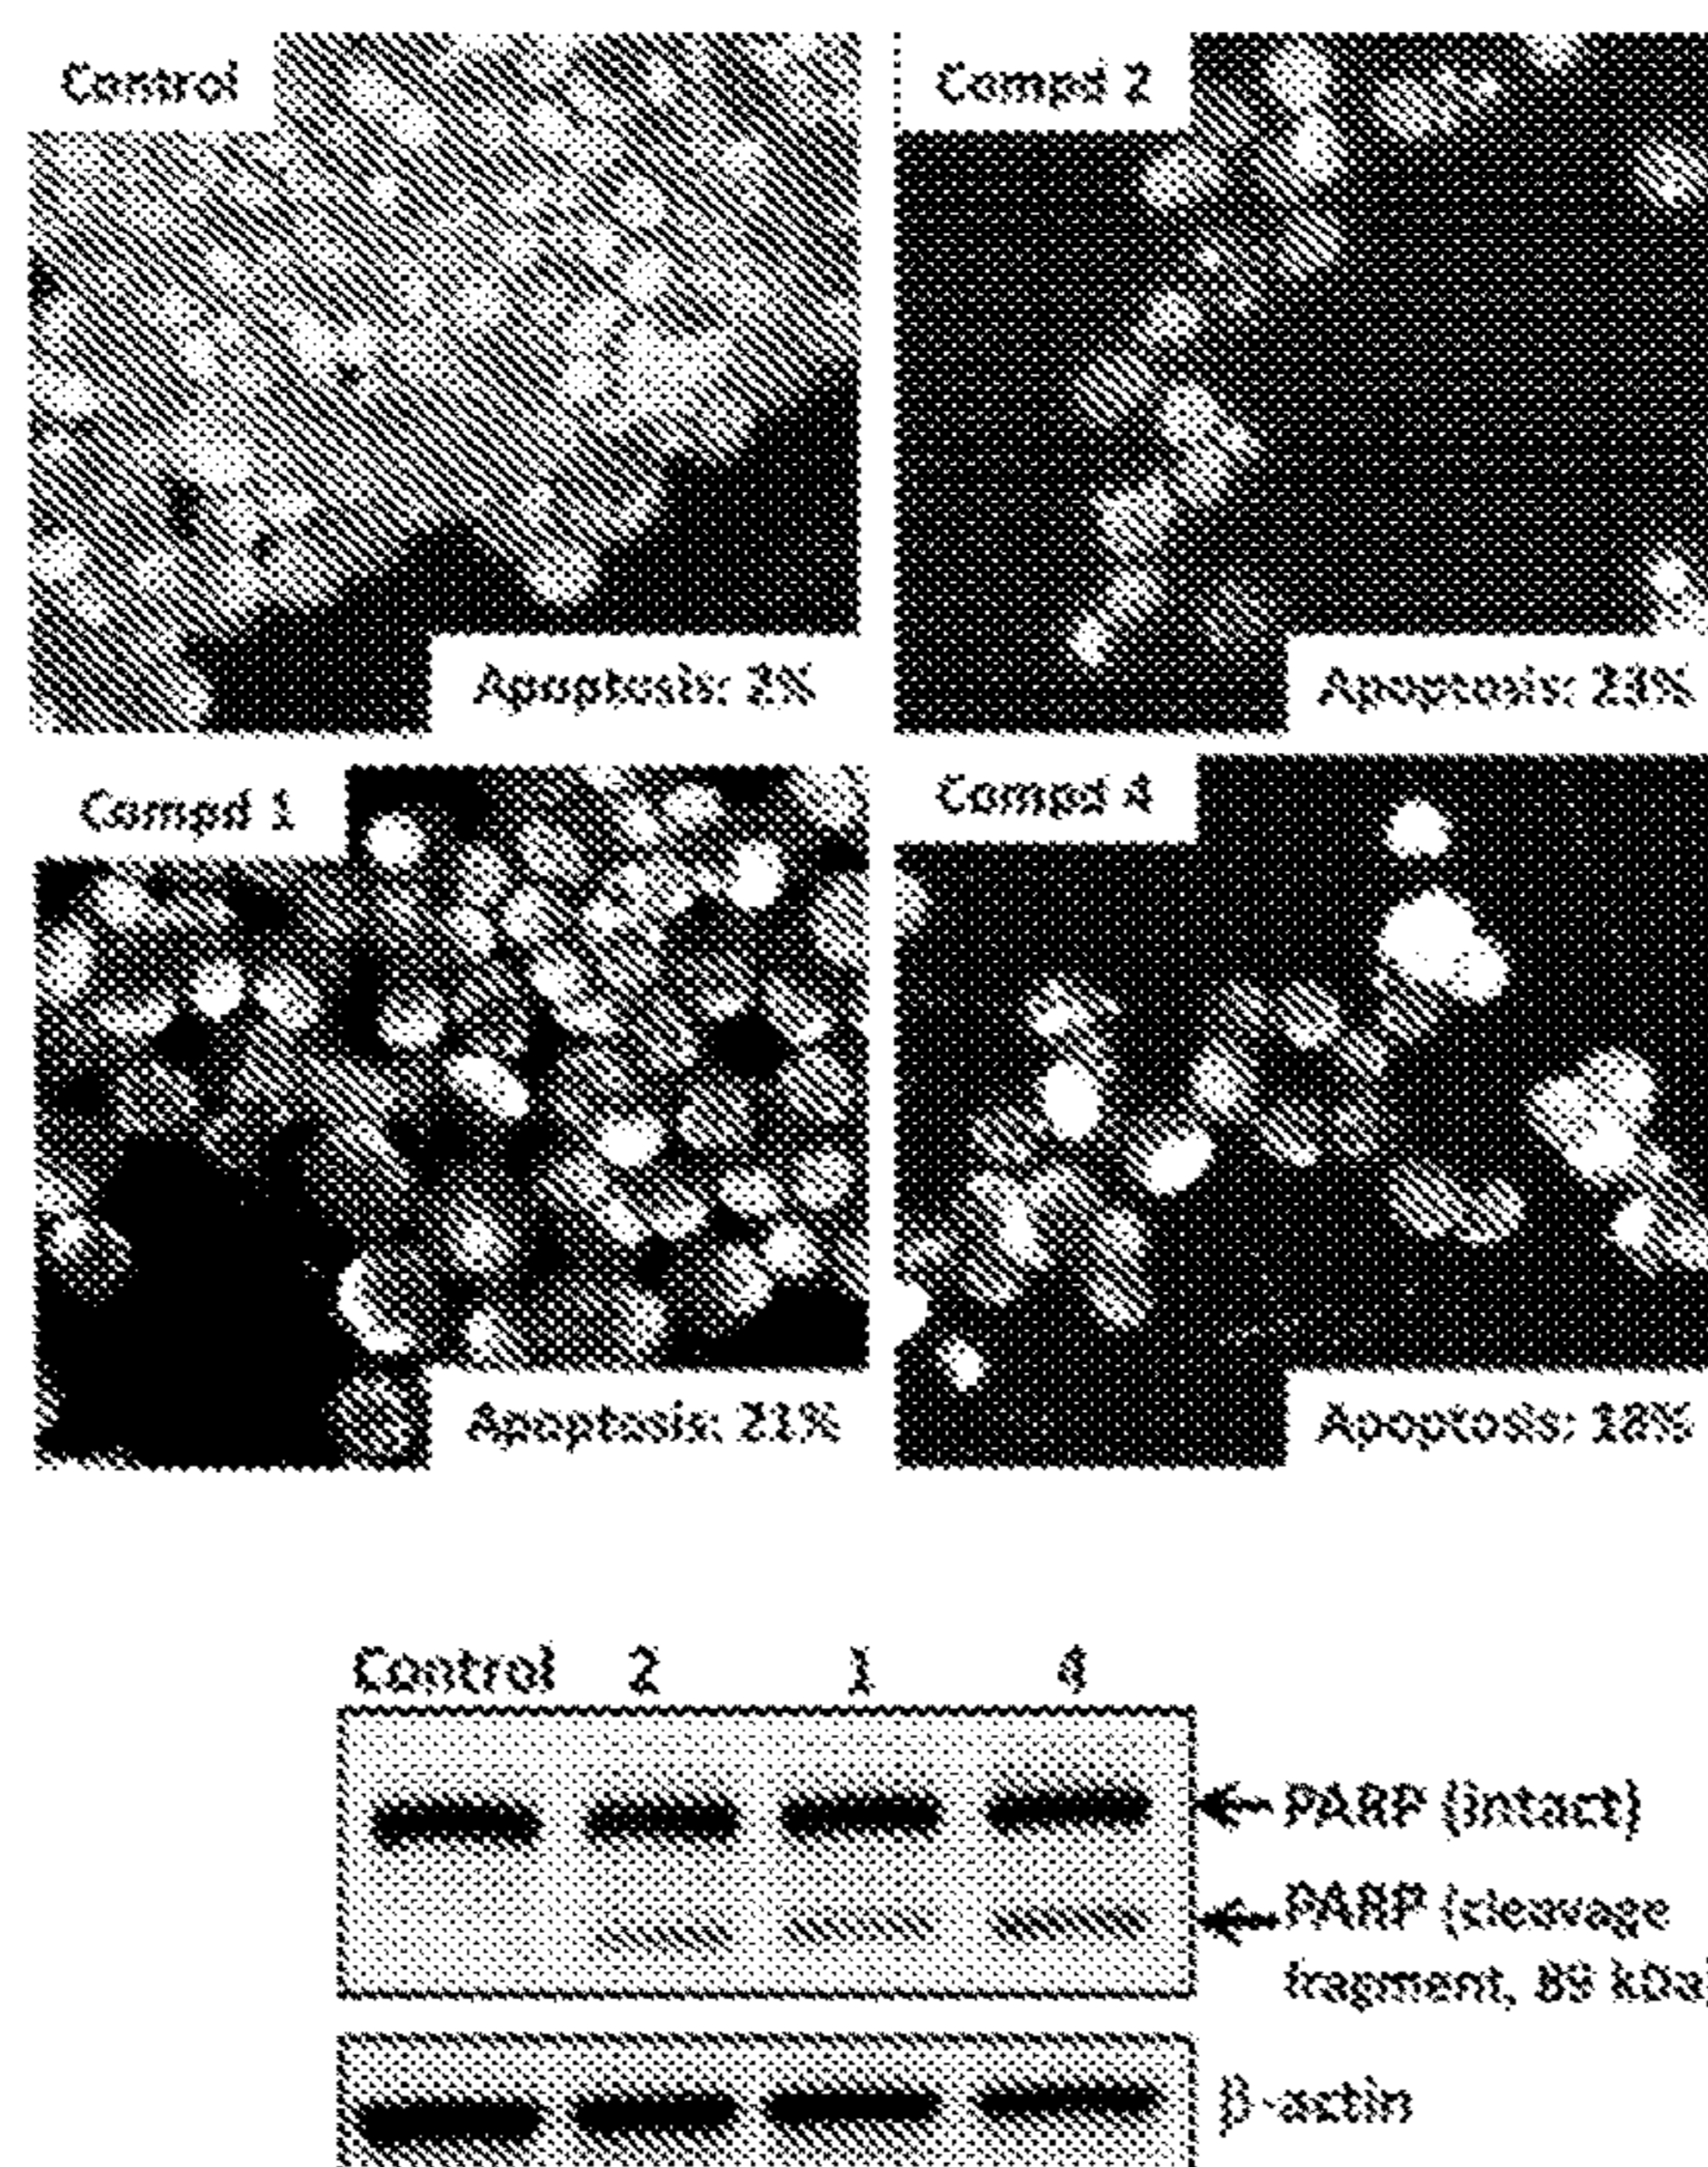 Control
Compd 2
Apoptosis: 2%
Apoptosis: 23%
Compd 1
Compd 4
Apoptosis: 21%
Apoptosis: 18%
Control 2 1 4
PARP (intact)
PARP (cleavage
fragment, 89 kDa)
β-actin